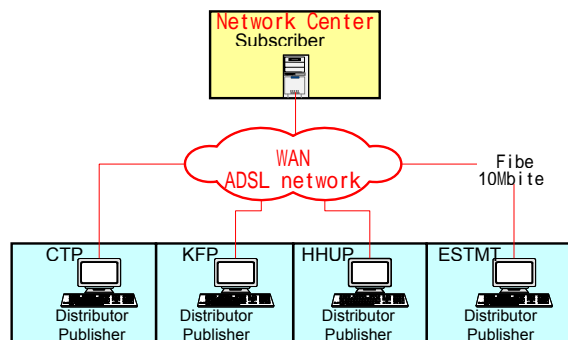 Network Center
Subscriber
WAN
ADSL network
Fibe
10Mbite
CTP
KFP
HHUP
ESTMT
Distributor
Publisher
Distributor
Publisher
Distributor
Publisher
Distributor
Publisher